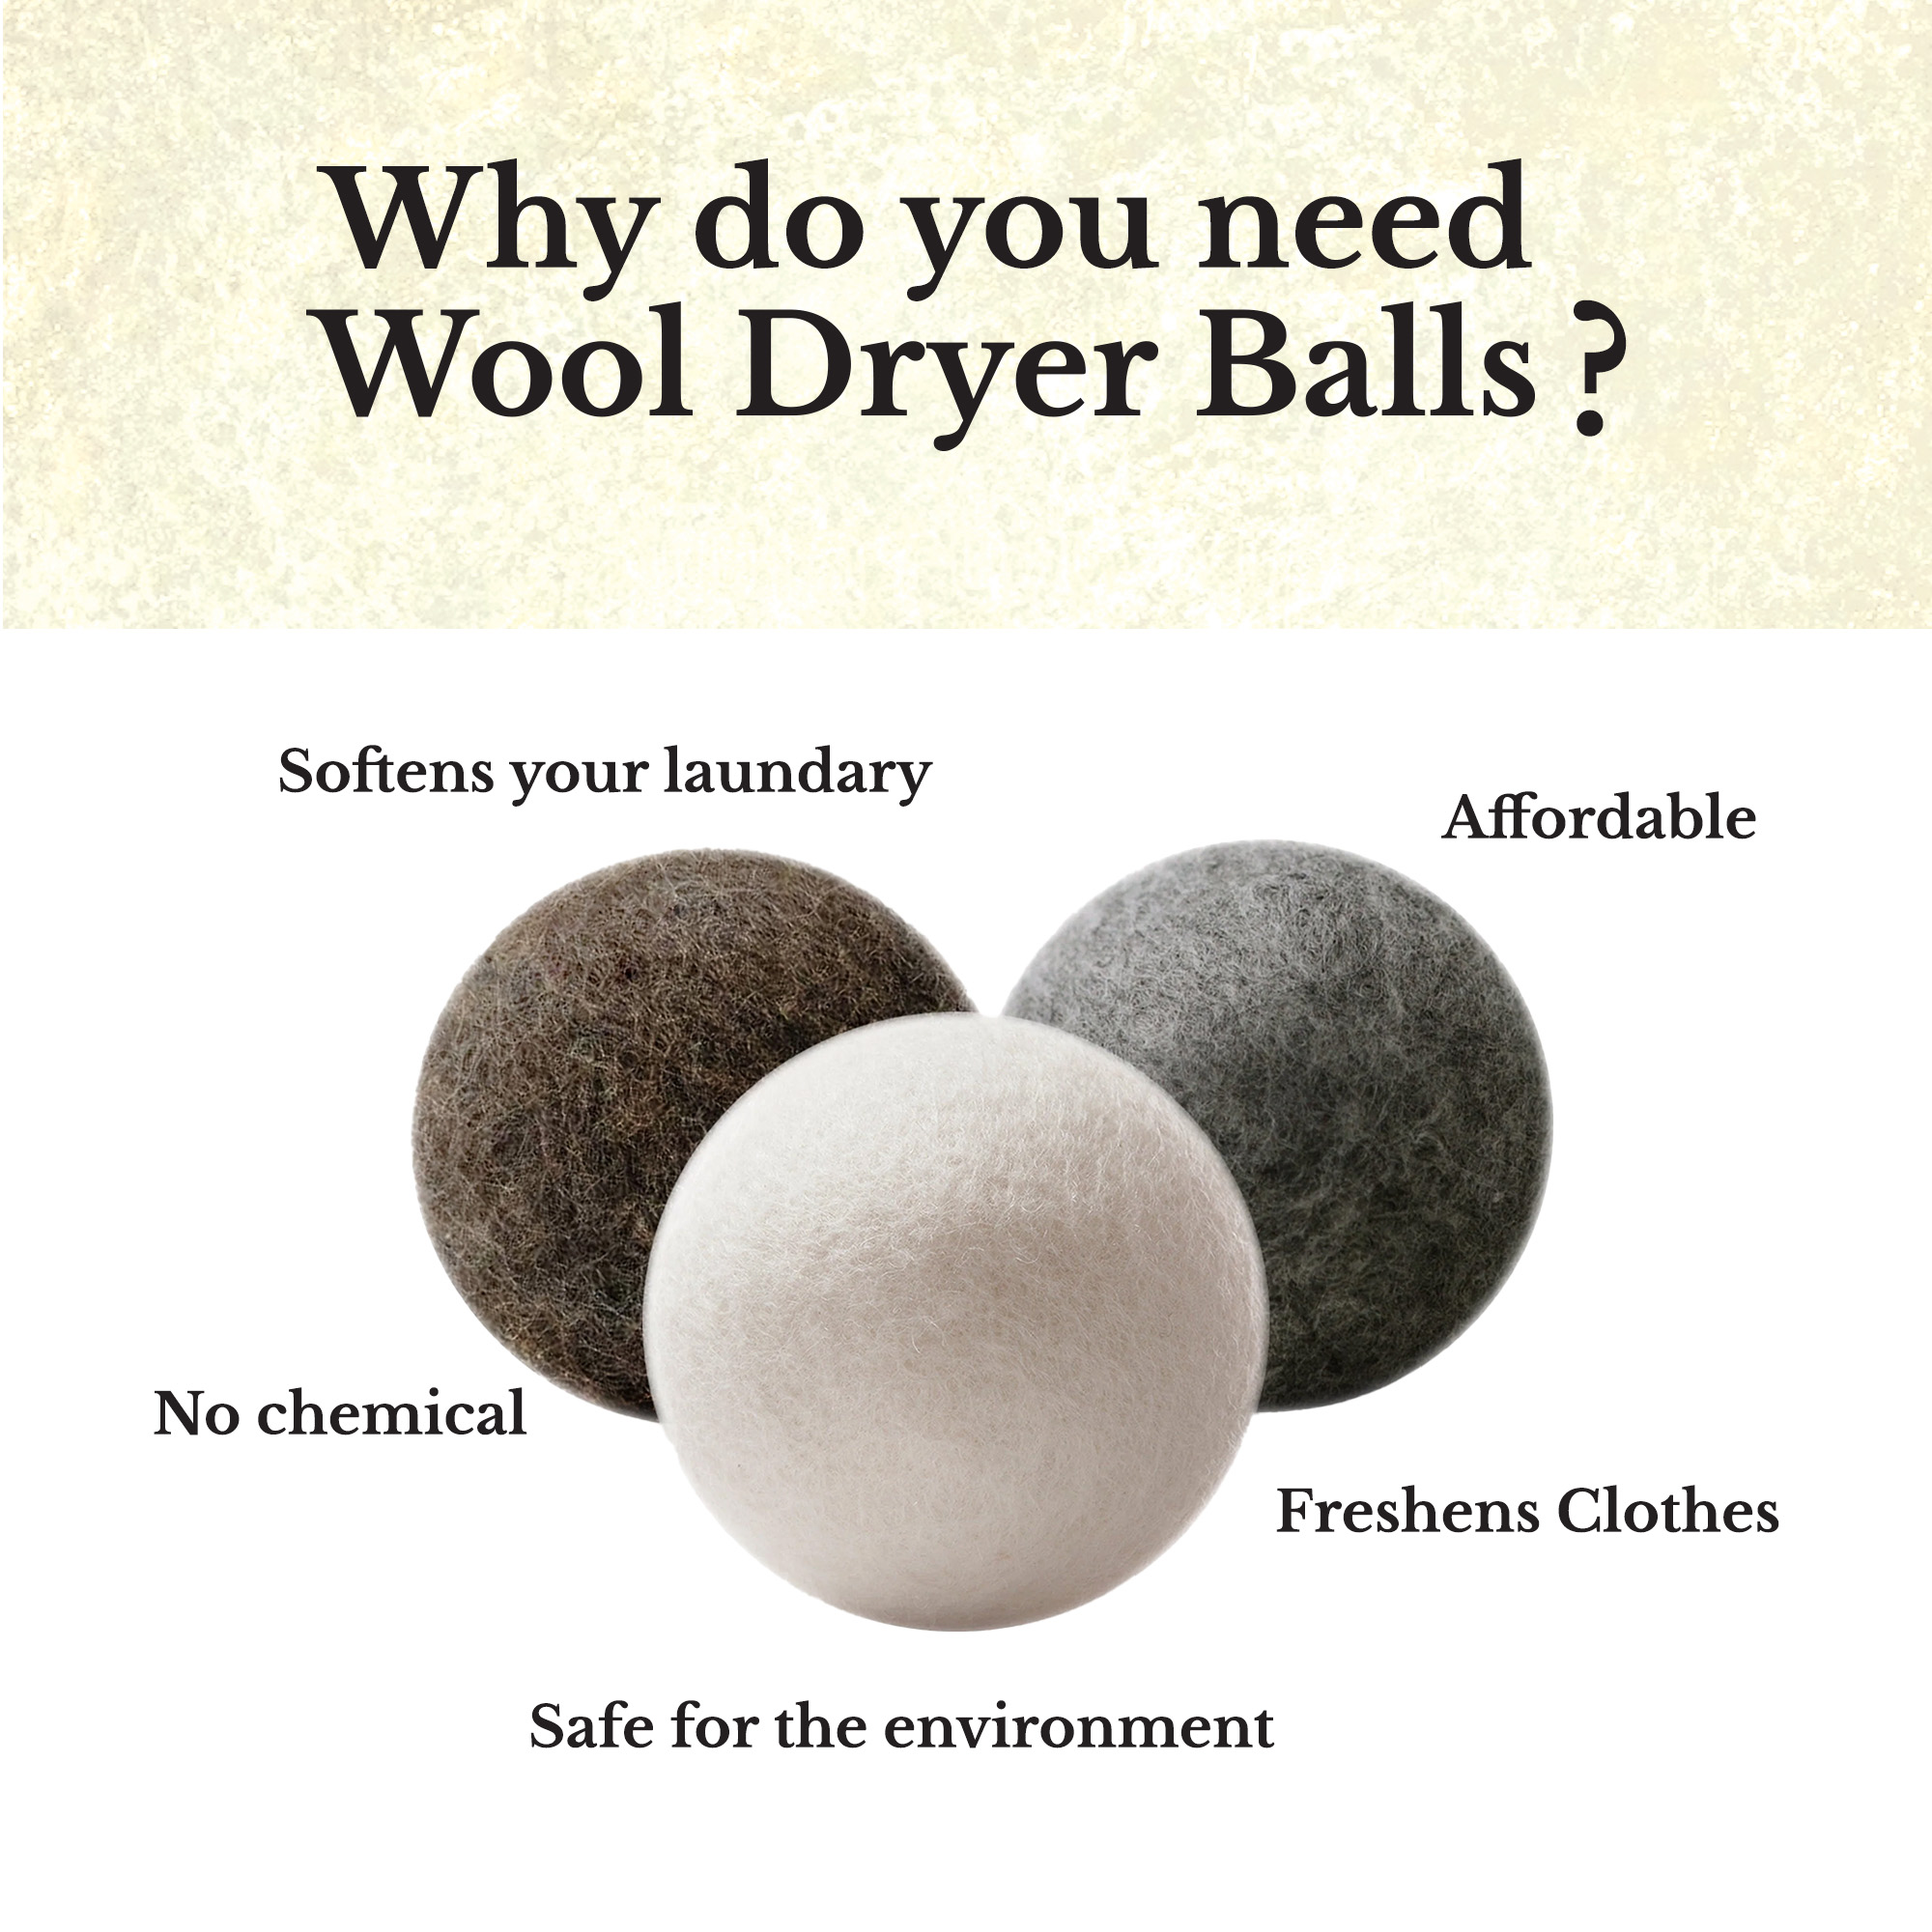 Why do you need
Wool Dryer Balls ?
Softens your laundary
Affordable
No chemical
Freshens Clothes
Safe for the environment